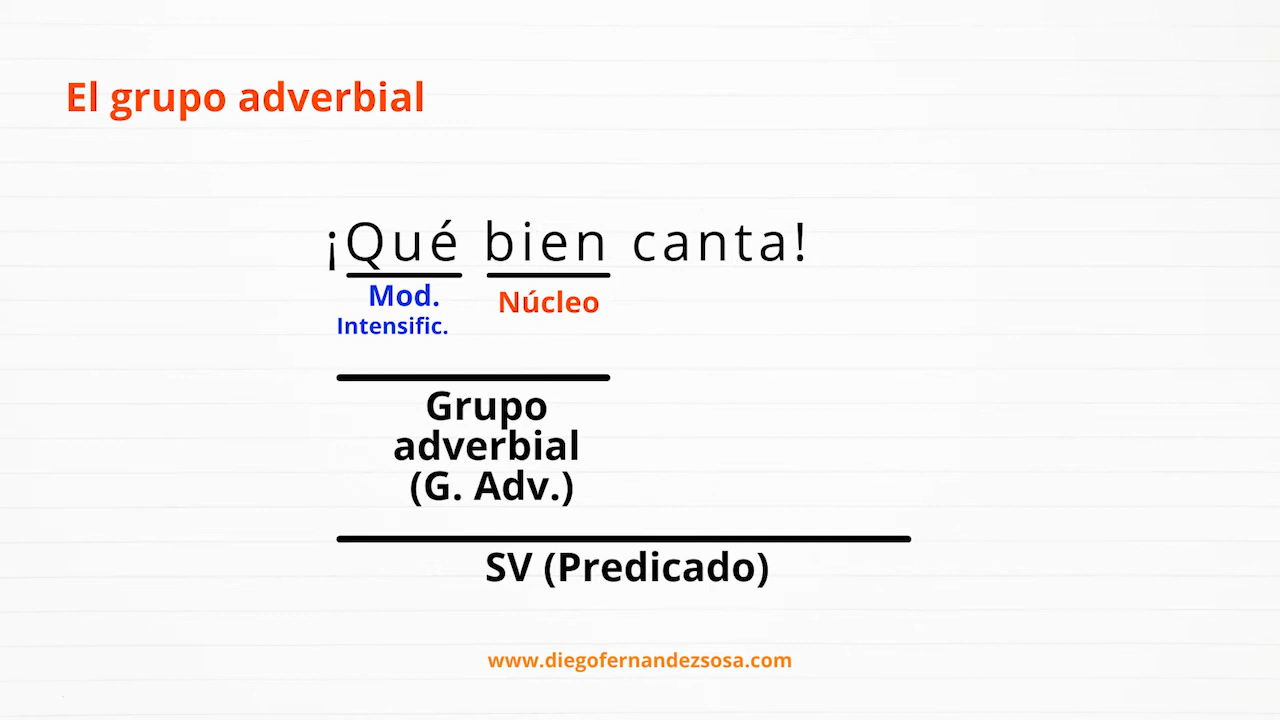 El grupo adverbial
¡Qué bien canta!
Mod. Núcleo
Intensific.
Grupo
adverbial
(G. Adv.)
SV (Predicado)
www.diegofernandezsosa.com